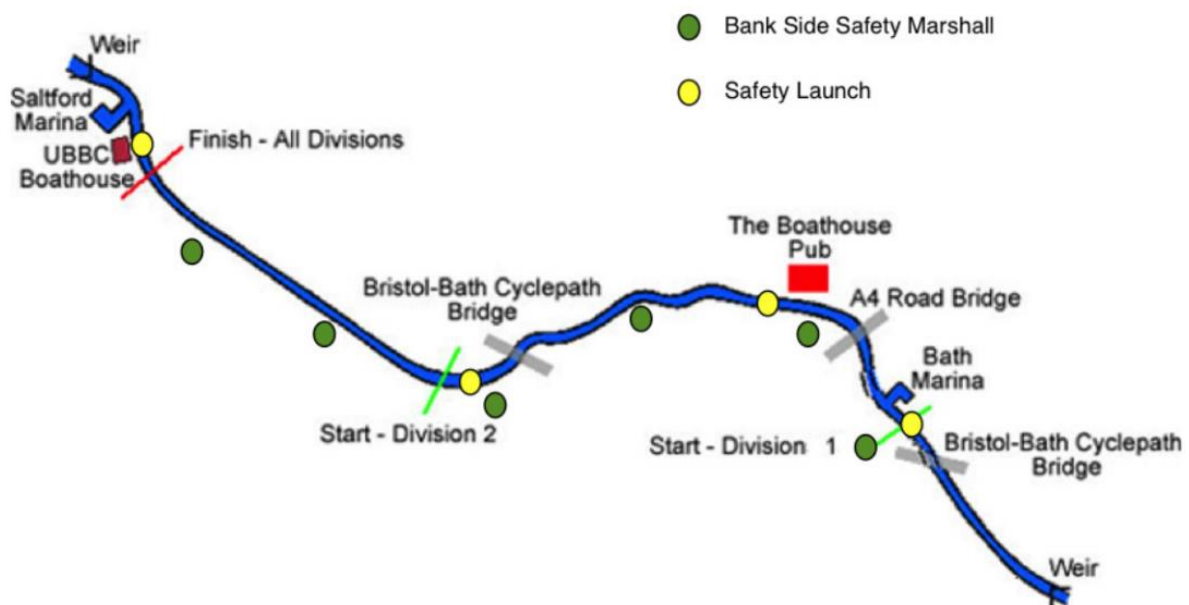 Bank Side Safety Marshall
Safety Launch
Weir
Saltford
Marina
UBBC
Boathouse
Finish - All Divisions
The Boathouse
Pub
Bristol-Bath Cyclepath
Bridge
A4 Road Bridge
Bath
Marina
Start - Division 2
Start - Division 1
Bristol-Bath Cyclepath
Bridge
Weir